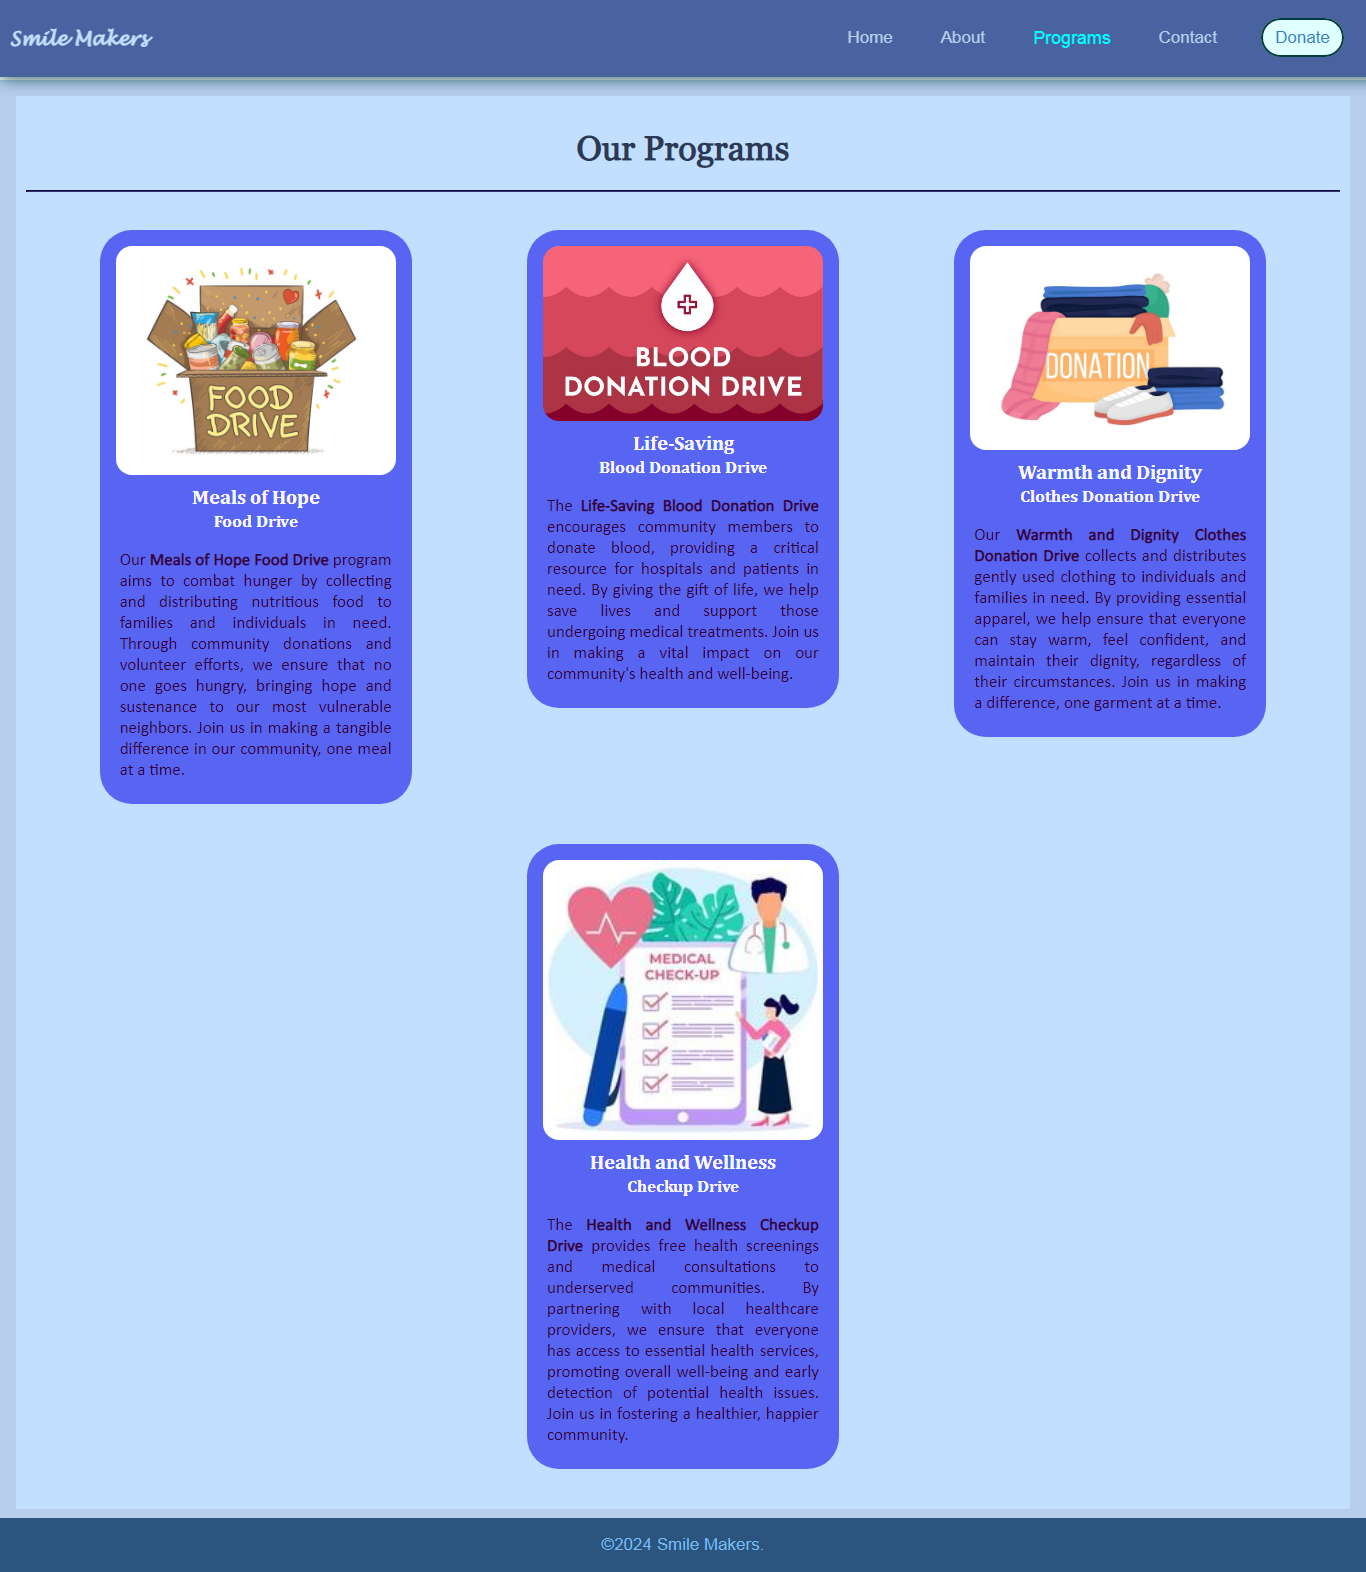 Smile Makers
Home About Programs Contact Donate
Our Programs
FOOD
DRIVE
Meals of Hope
Food Drive
Our Meals of Hope Food Drive program
aims to combat hunger by collecting
and distributing nutritious food to
families and individuals in need.
Through community donations and
volunteer efforts, we ensure that no
one goes hungry, bringing hope and
sustenance to our most vulnerable
neighbors. Join us in making a tangible
difference in our community, one meal
at a time.
BLOOD
DONATION DRIVE
Life-Saving
Blood Donation Drive
The Life-Saving Blood Donation Drive
encourages community members to
donate blood, providing a critical
resource for hospitals and patients in
need. By giving the gift of life, we help
save lives and support those
undergoing medical treatments. Join us
in making a vital impact on our
community's health and well-being.
DONATION
Warmth and Dignity
Clothes Donation Drive
Our Warmth and Dignity Clothes
Donation Drive collects and distributes
gently used clothing to individuals and
families in need. By providing essential
apparel, we help ensure that everyone
can stay warm, feel confident, and
maintain their dignity, regardless of
their circumstances. Join us in making
a difference, one garment at a time.
MEDICAL
CHECK-UP
Health and Wellness
Checkup Drive
The Health and Wellness Checkup
Drive provides free health screenings
and medical consultations to
underserved communities. By
partnering with local healthcare
providers, we ensure that everyone
has access to essential health services,
promoting overall well-being and early
detection of potential health issues.
Join us in fostering a healthier, happier
community.
©2024 Smile Makers.